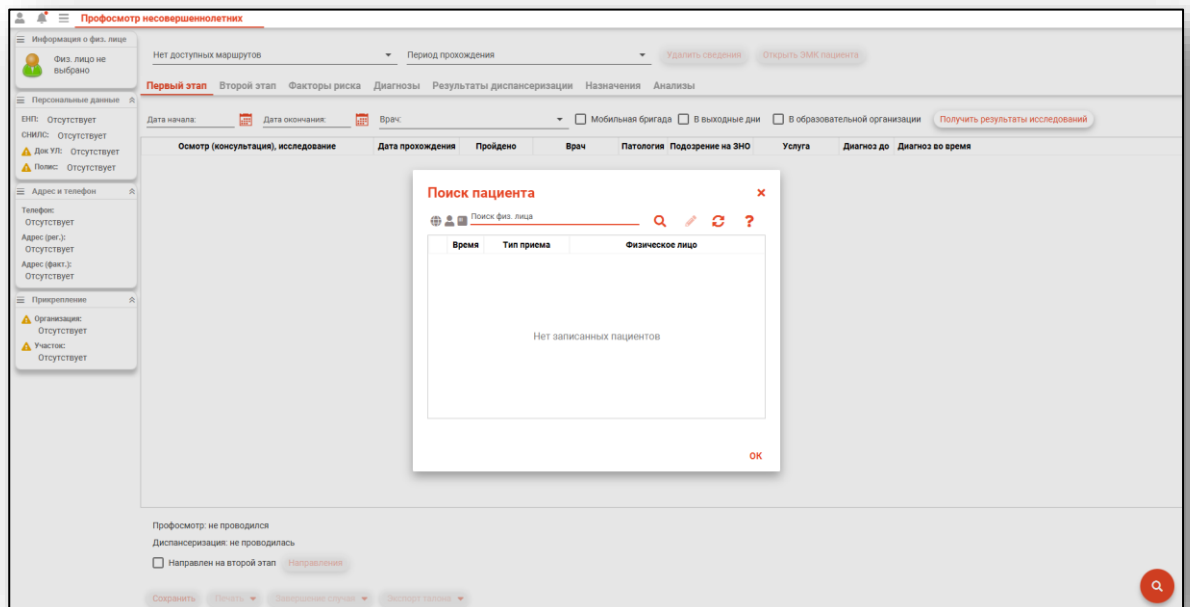 Профосмотр несовершеннолетних
Информация о физ. лице
Физ. лицо не
выбрано
Персональные данные
ЕНП: Отсутствует
СНИЛС: Отсутствует
Док УЛ: Отсутствует
Полис: Отсутствует
Адрес и телефон
Телефон:
Отсутствует
Адрес (рег.):
Отсутствует
Адрес (факт.):
Отсутствует
Прикрепление
Организация:
Отсутствует
Участок:
Отсутствует
Нет доступных маршрутов Период прохождения Удалить сведения Открыть ЭМК пациента
Первый этап Второй этап Факторы риска Диагнозы Результаты диспансеризации Назначения Анализы
Дата начала: Дата окончания: Врач: Мобильная бригада В выходные дни В образовательной организации Получить результаты исследований
Осмотр (консультация), исследование Дата прохождения Пройдено Врач Патология Подозрение на ЗНО Услуга Диагноз до Диагноз во время
Поиск пациента
Поиск физ. лица
?
Время Тип приема Физическое лицо
Нет записанных пациентов
ОК
Профосмотр: не проводился
Диспансеризация: не проводилась
Направлен на второй этап Направления
Сохранить Печать Завершение случая Экспорт талона